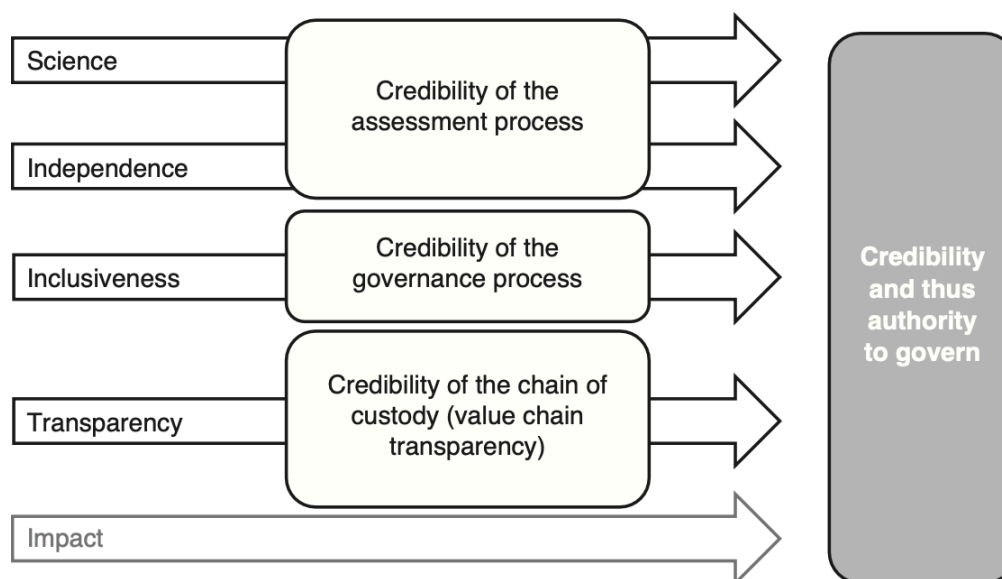 Science
Credibility of the
assessment process
Independence
Credibility of the
governance process
Inclusiveness
Credibility
and thus
authority
to govern
Credibility of the chain of
custody (value chain
transparency)
Transparency
Impact